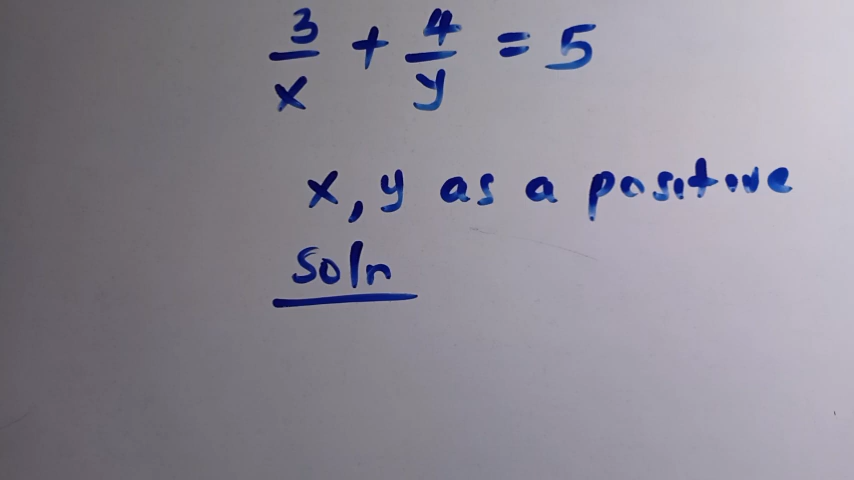 3/x + 4/y = 5
x, y as a positive
Soln